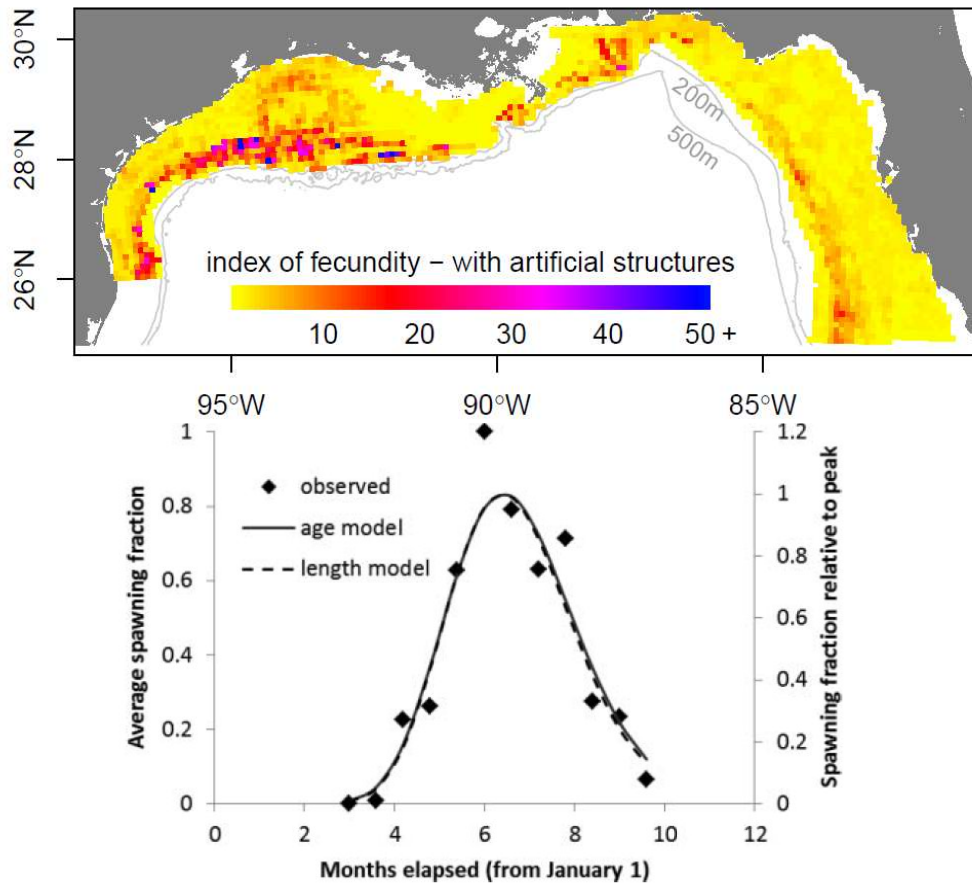 30°N
28°N
26°N
200m
500m
index of fecundity – with artificial structures
10 20 30 40 50 +
95°W 90°W 85°W
Average spawning fraction
1
0.8
0.6
0.4
0.2
0
observed
age model
length model
1.2
1
0.8
0.6
0.4
0.2
0
Spawning fraction relative to peak
0 2 4 6 8 10 12
Months elapsed (from January 1)